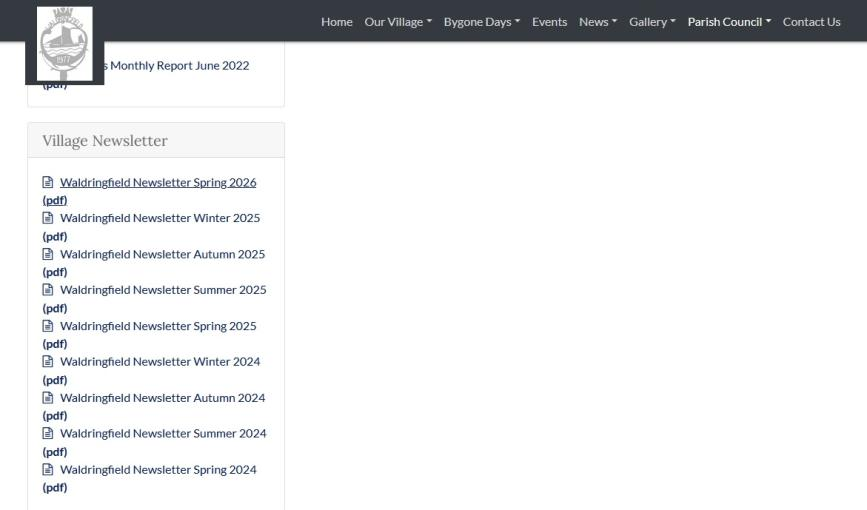 Home Our Village Bygone Days Events News Gallery Parish Council Contact Us
1977
s Monthly Report June 2022
(pdf)
Village Newsletter
Waldringfield Newsletter Spring 2026
(pdf)
Waldringfield Newsletter Winter 2025
(pdf)
Waldringfield Newsletter Autumn 2025
(pdf)
Waldringfield Newsletter Summer 2025
(pdf)
Waldringfield Newsletter Spring 2025
(pdf)
Waldringfield Newsletter Winter 2024
(pdf)
Waldringfield Newsletter Autumn 2024
(pdf)
Waldringfield Newsletter Summer 2024
(pdf)
Waldringfield Newsletter Spring 2024
(pdf)